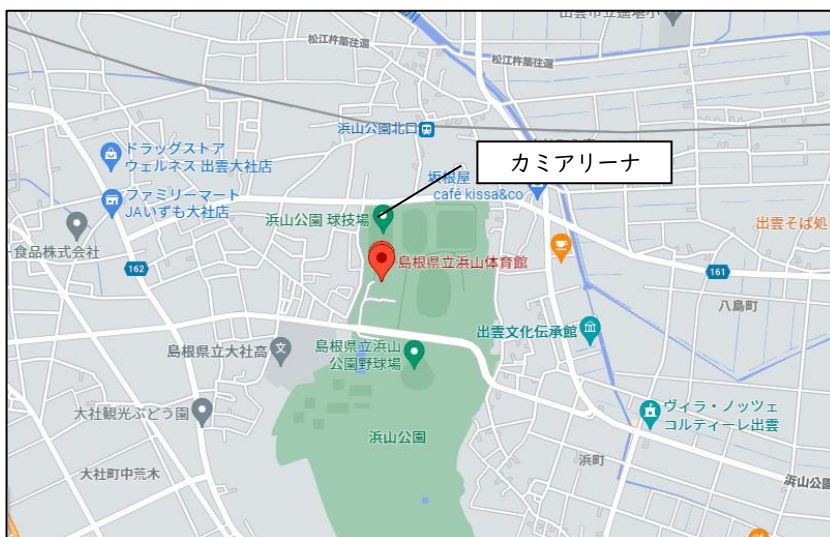 出雲市立遥堪小
松江杵築往還
松江杵築往還
浜山公園北口
ドラッグストア
ウェルネス 出雲大社店
カミアリーナ
坂根屋
café kissa&co
ファミリーマート
JAいずも大社店
浜山公園 球技場
出雲そば処
食品株式会社
島根県立浜山体育館
162
161
八島町
島根県立大社高
島根県立浜山
公園野球場
出雲文化伝承館
大社観光ぶどう園
ヴィラ・ノッツェ
コルティーレ出雲
浜山公園
大社町中荒木
浜町
浜山公園